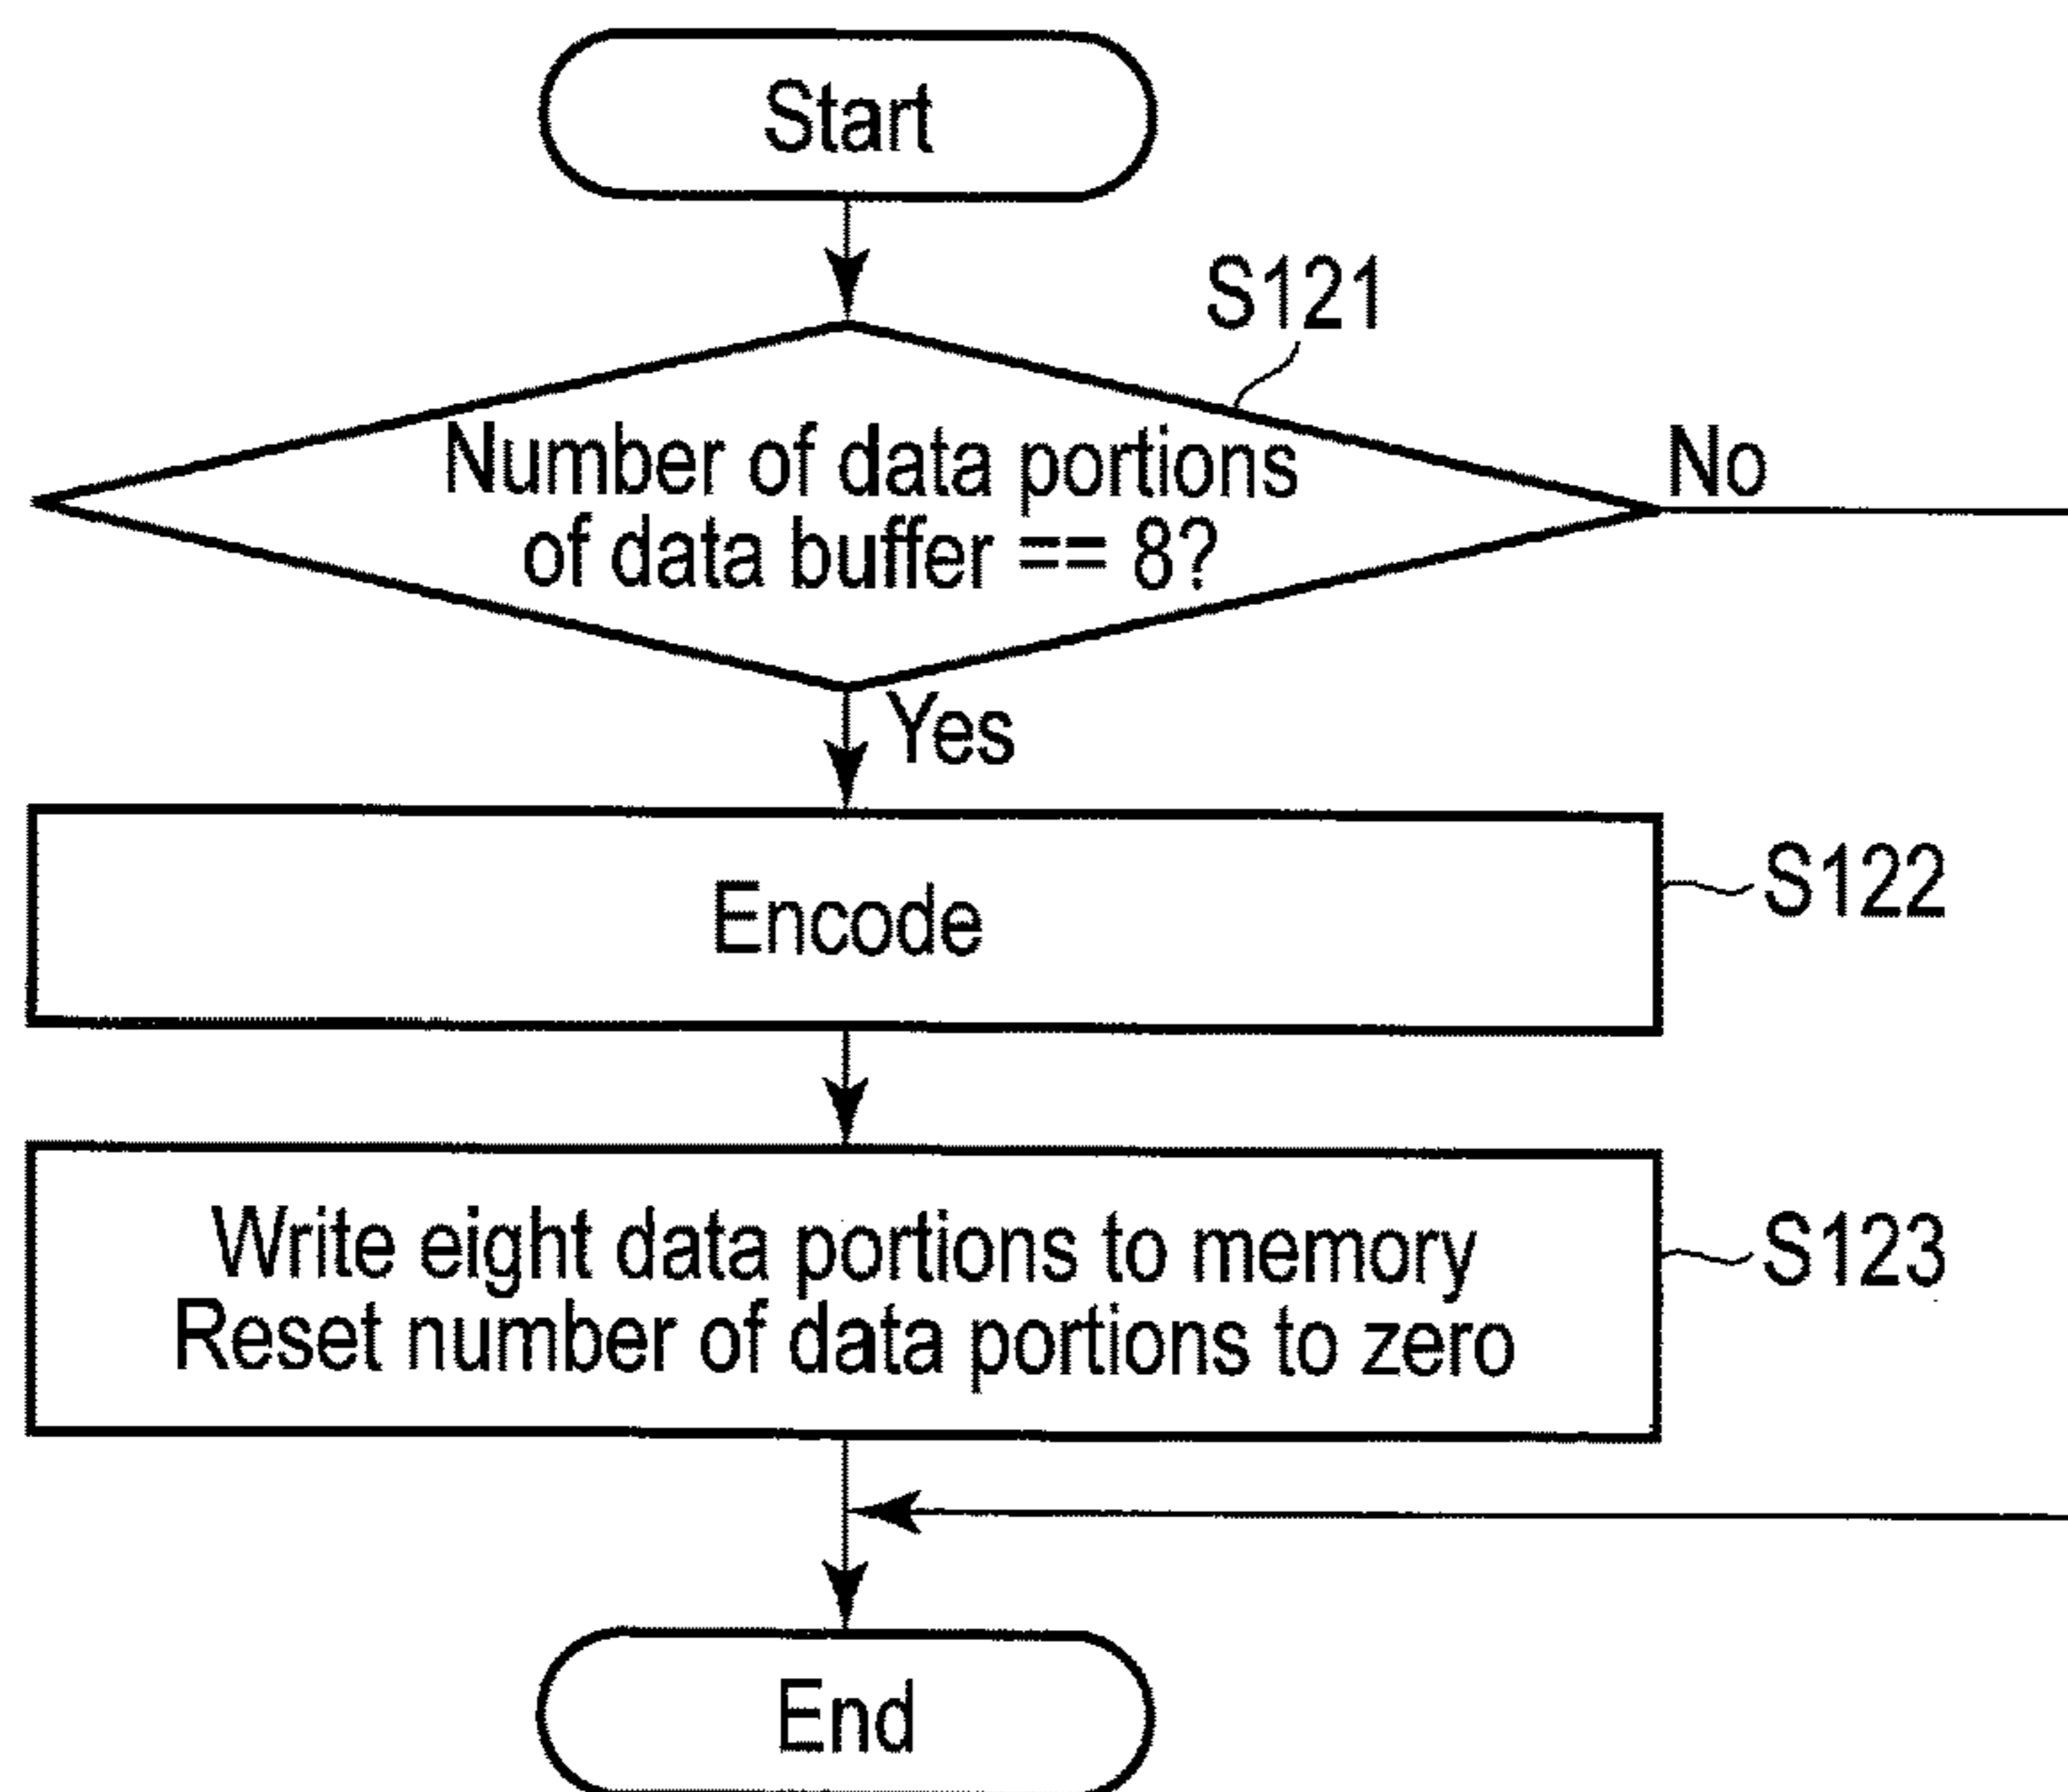 Start
S121
Number of data portions
of data buffer == 8?
No
Yes
Encode
S122
Write eight data portions to memory
Reset number of data portions to zero
S123
End